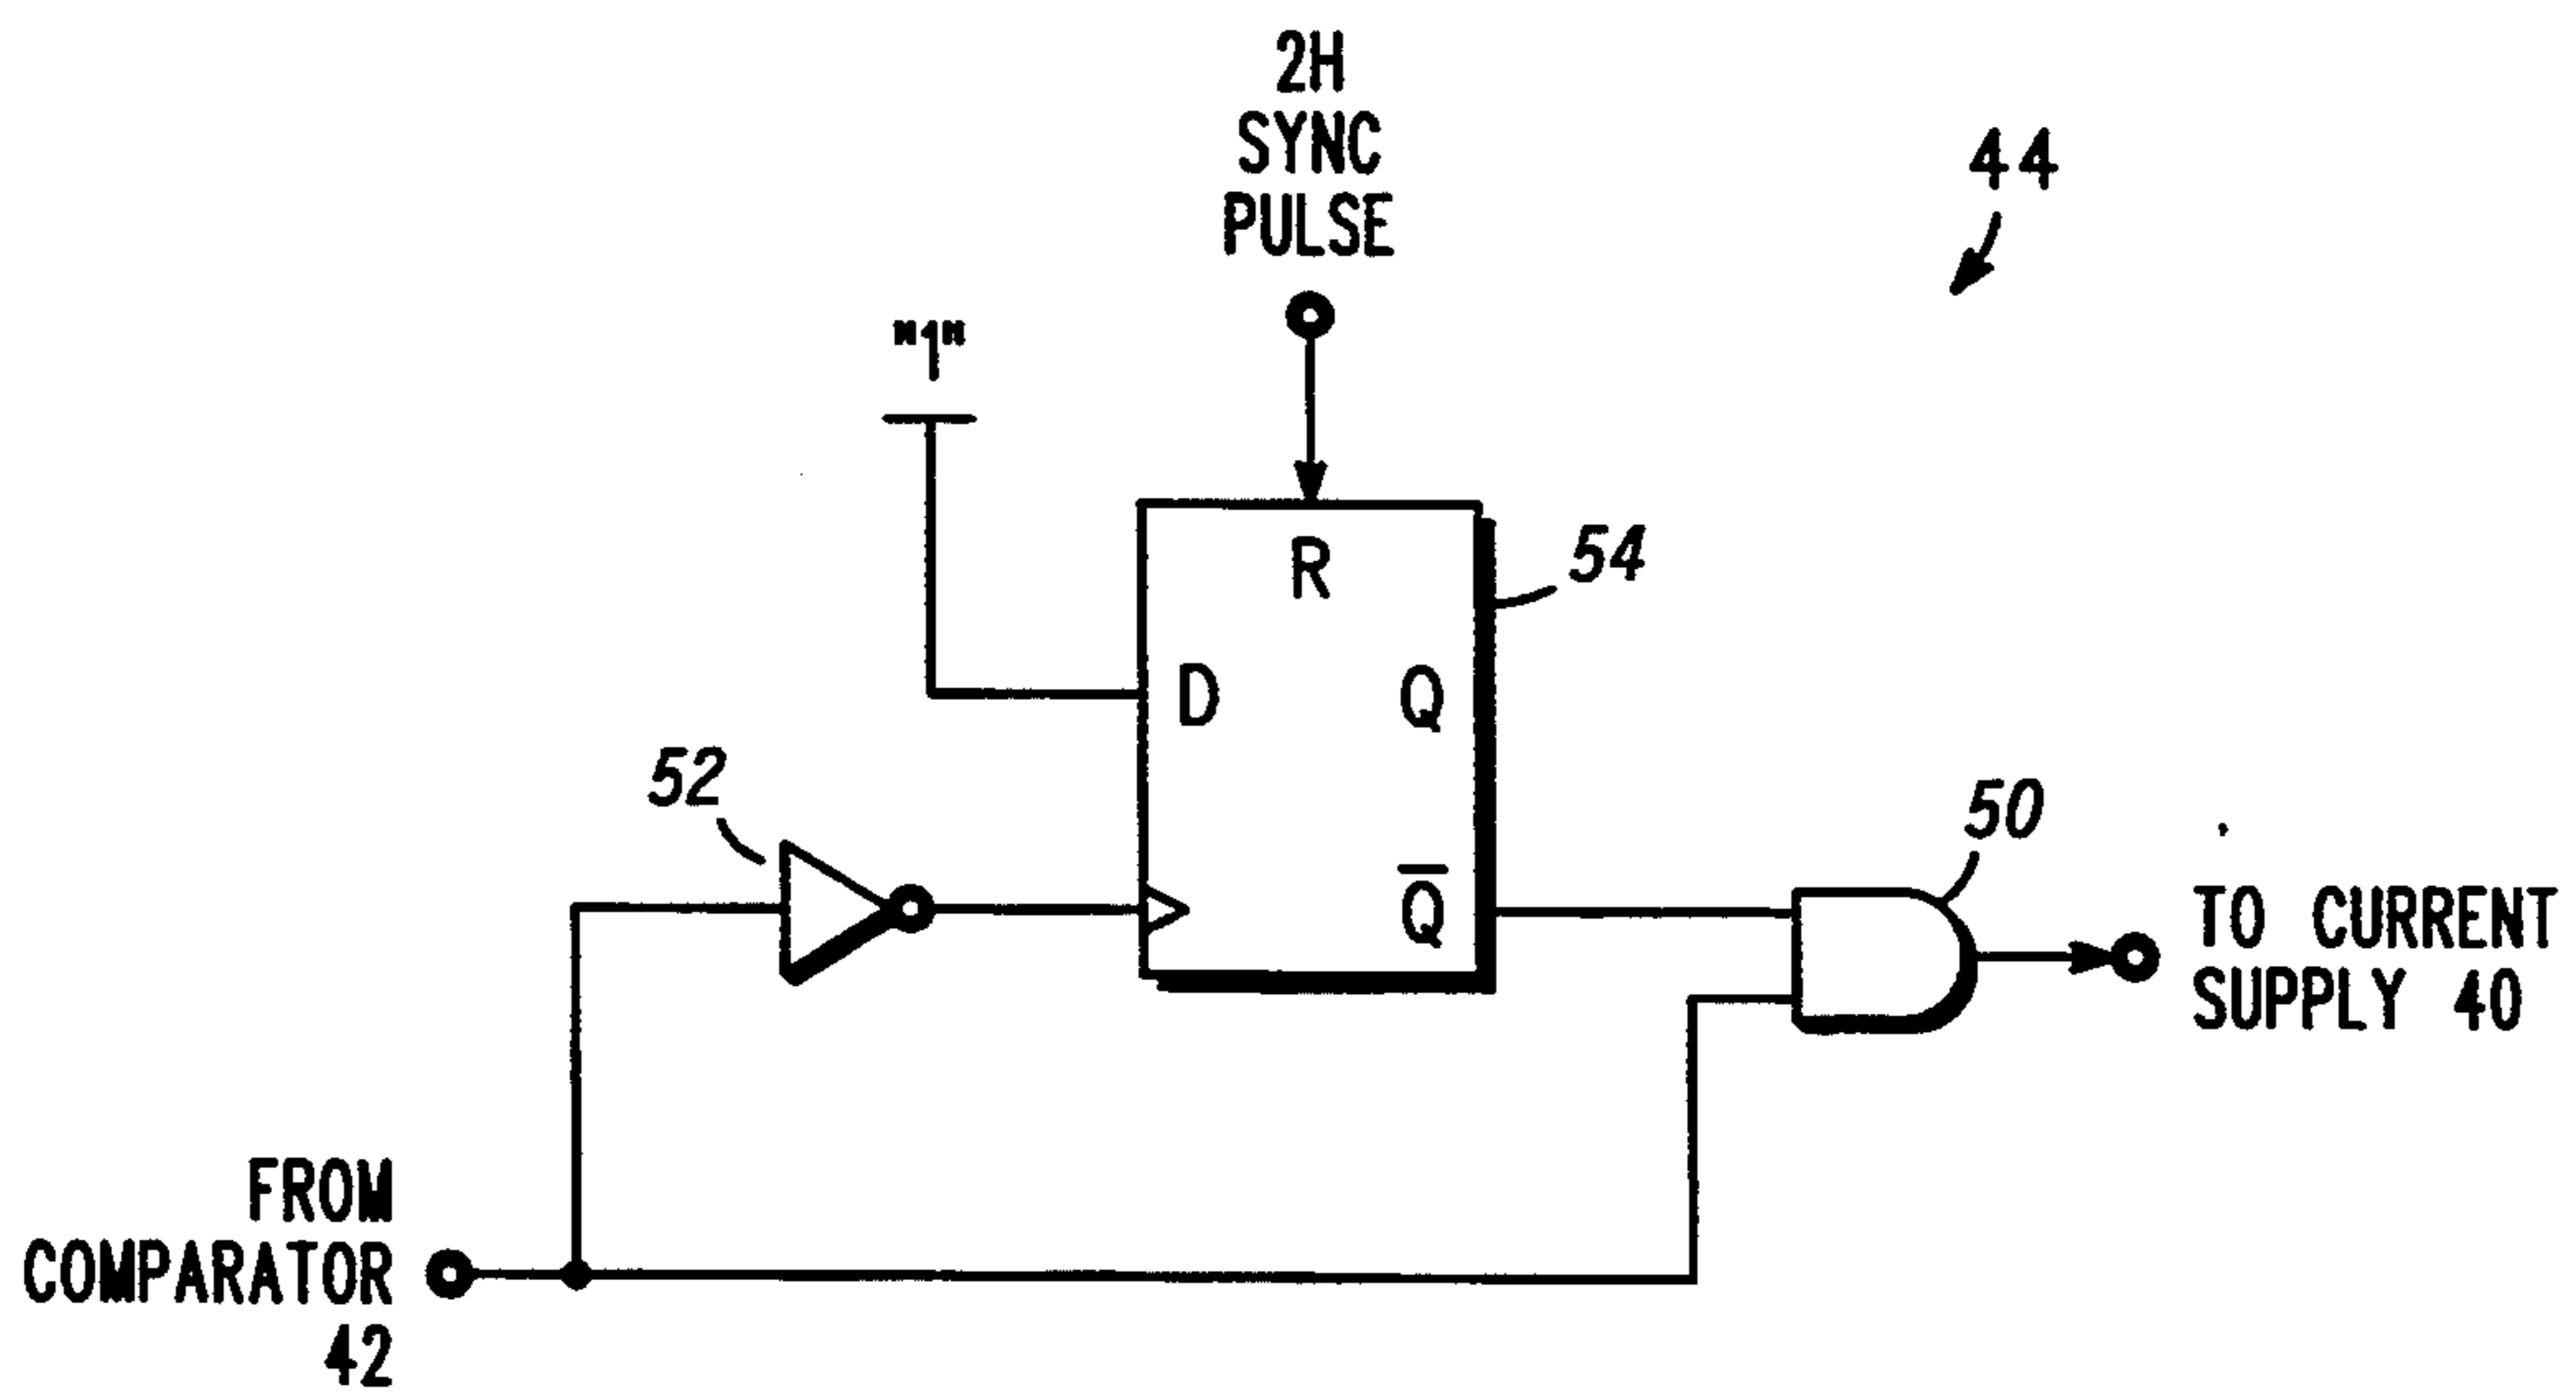 2H
SYNC
PULSE
44
"1"
R
54
D
Q
52
Q̅
50
TO CURRENT
SUPPLY 40
FROM
COMPARATOR
42